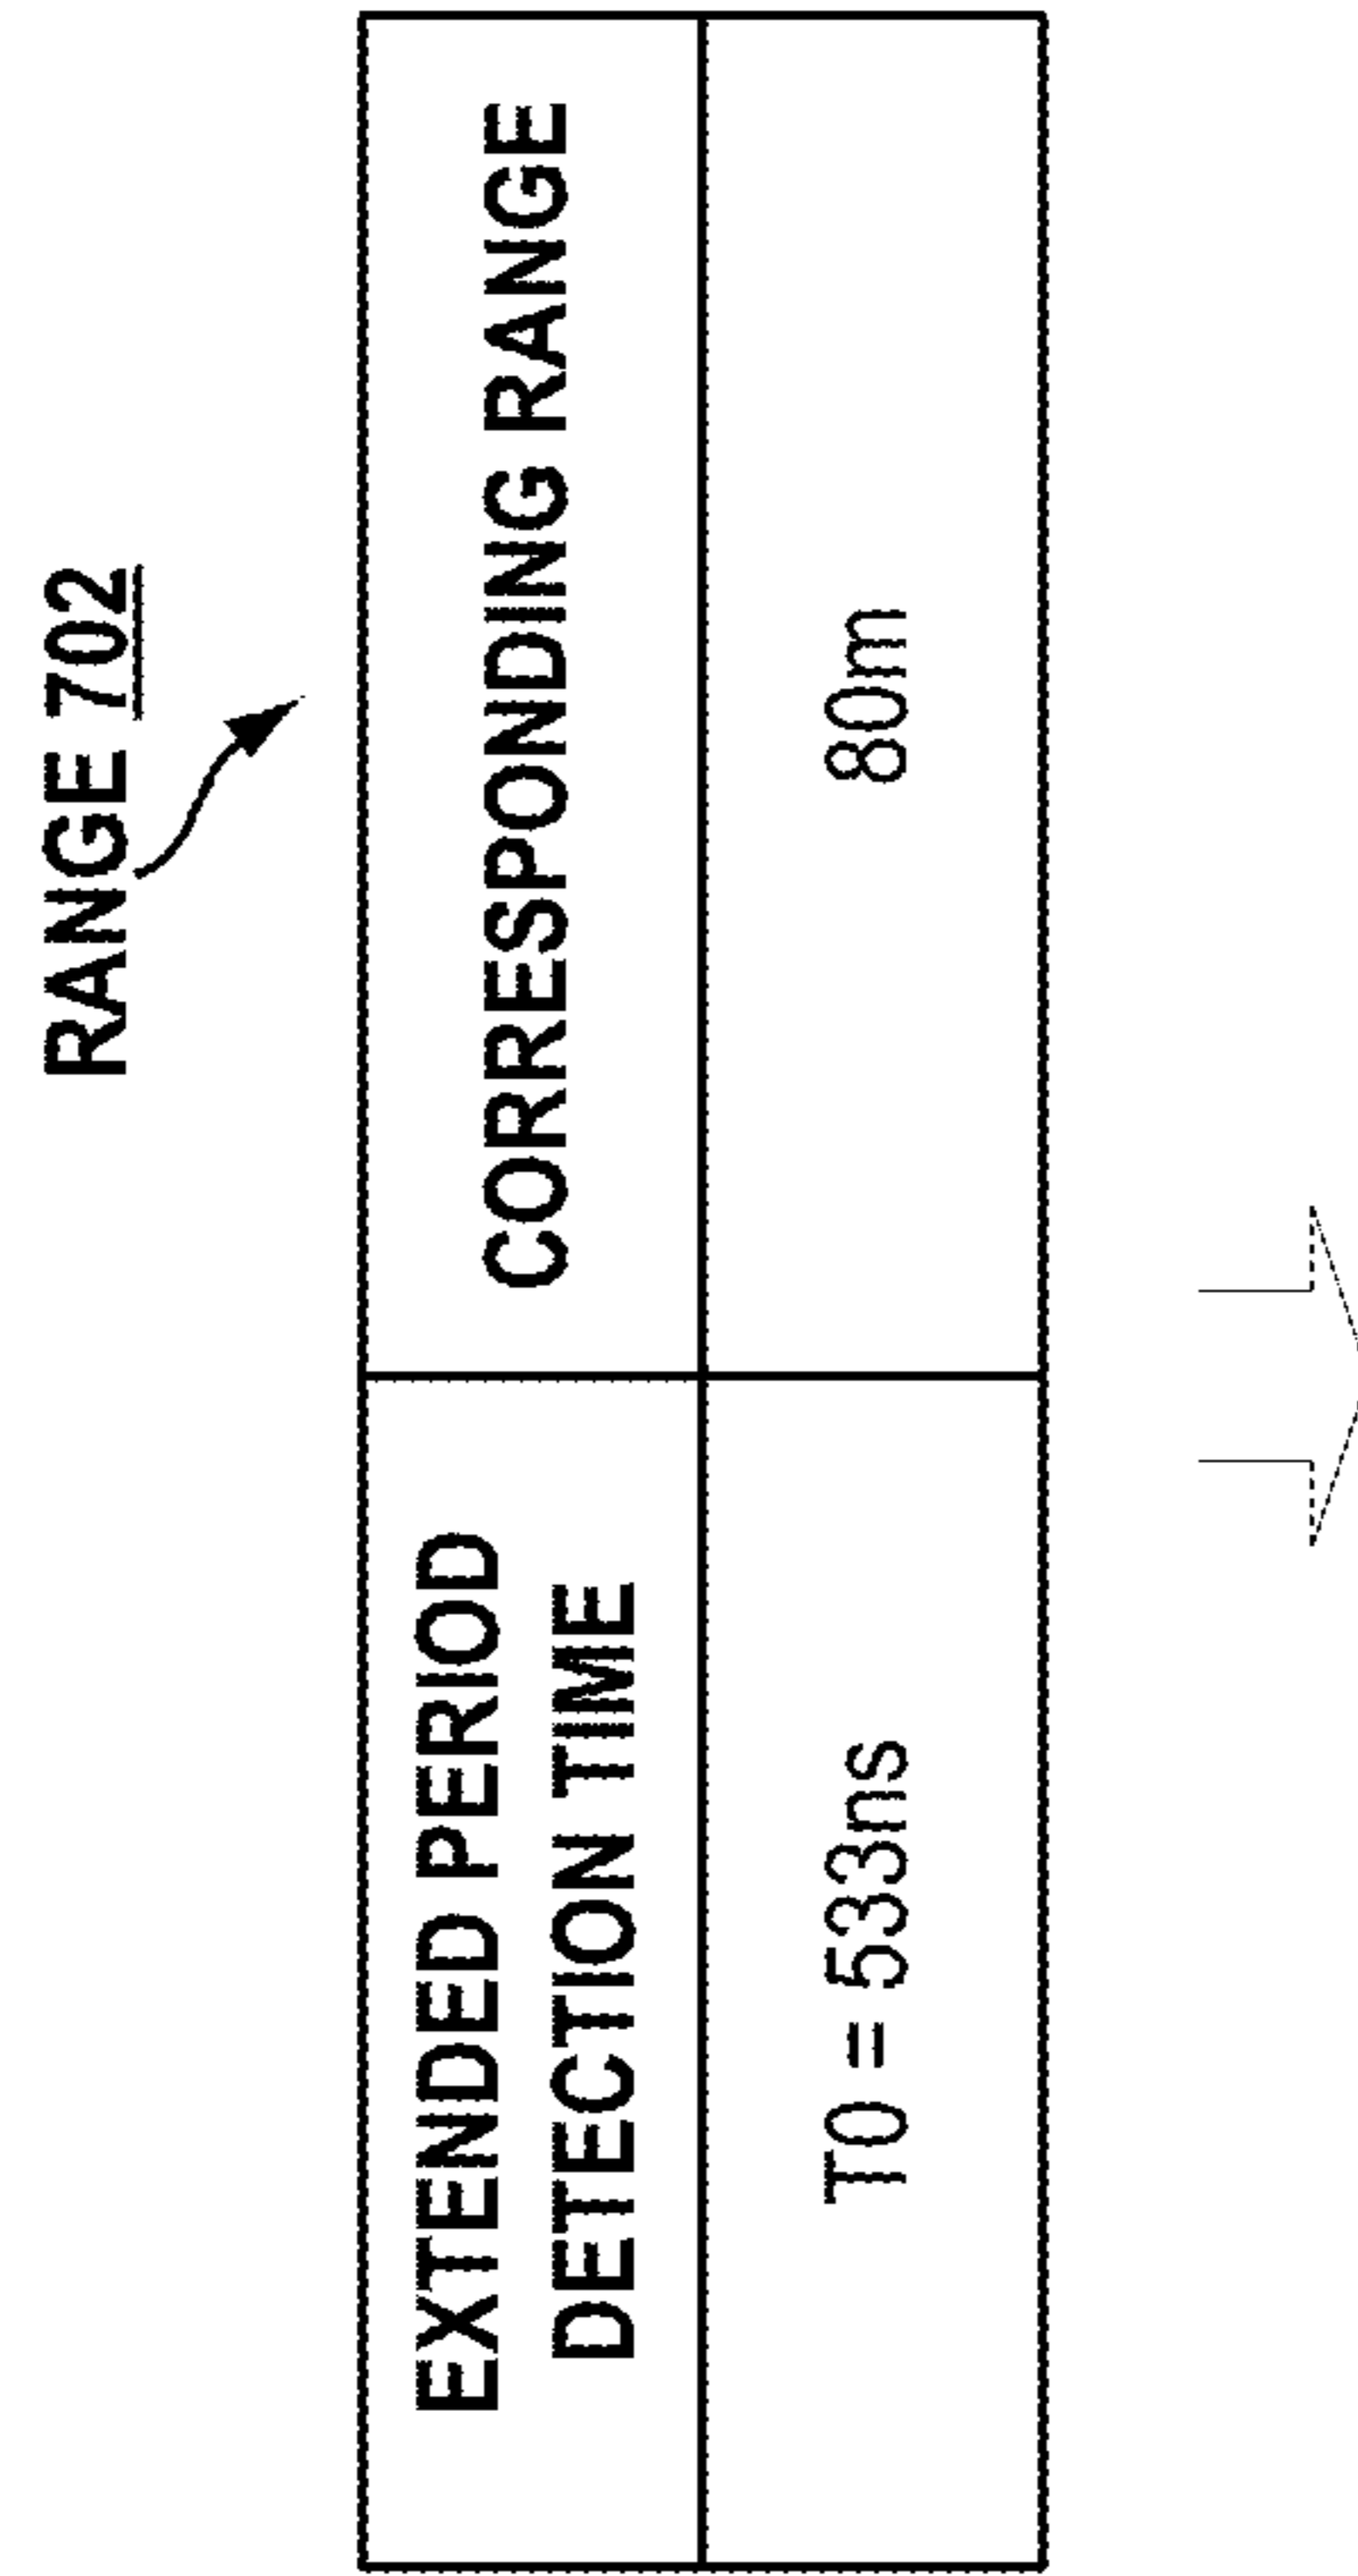 RANGE 702
EXTENDED PERIOD
DETECTION TIME
CORRESPONDING RANGE
T0 = 533ns
80m